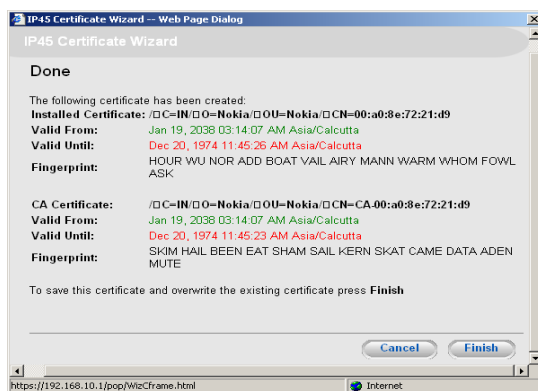 IP45 Certificate Wizard -- Web Page Dialog
IP45 Certificate Wizard
Done
The following certificate has been created:
Installed Certificate: /□C=IN/□O=Nokia/□OU=Nokia/□CN=00:a0:8e:72:21:d9
Valid From: Jan 19, 2038 03:14:07 AM Asia/Calcutta
Valid Until: Dec 20, 1974 11:45:26 AM Asia/Calcutta
Fingerprint: HOUR WU NOR ADD BOAT VAIL AIRY MANN WARM WHOM FOWL
ASK
CA Certificate: /□C=IN/□O=Nokia/□OU=Nokia/□CN=CA-00:a0:8e:72:21:d9
Valid From: Jan 19, 2038 03:14:07 AM Asia/Calcutta
Valid Until: Dec 20, 1974 11:45:23 AM Asia/Calcutta
Fingerprint: SKIM HAIL BEEN EAT SHAM SAIL KERN SKAT CAME DATA ADEN
MUTE
To save this certificate and overwrite the existing certificate press Finish
Cancel Finish
https://192.168.10.1/pop/WizCframe.html Internet